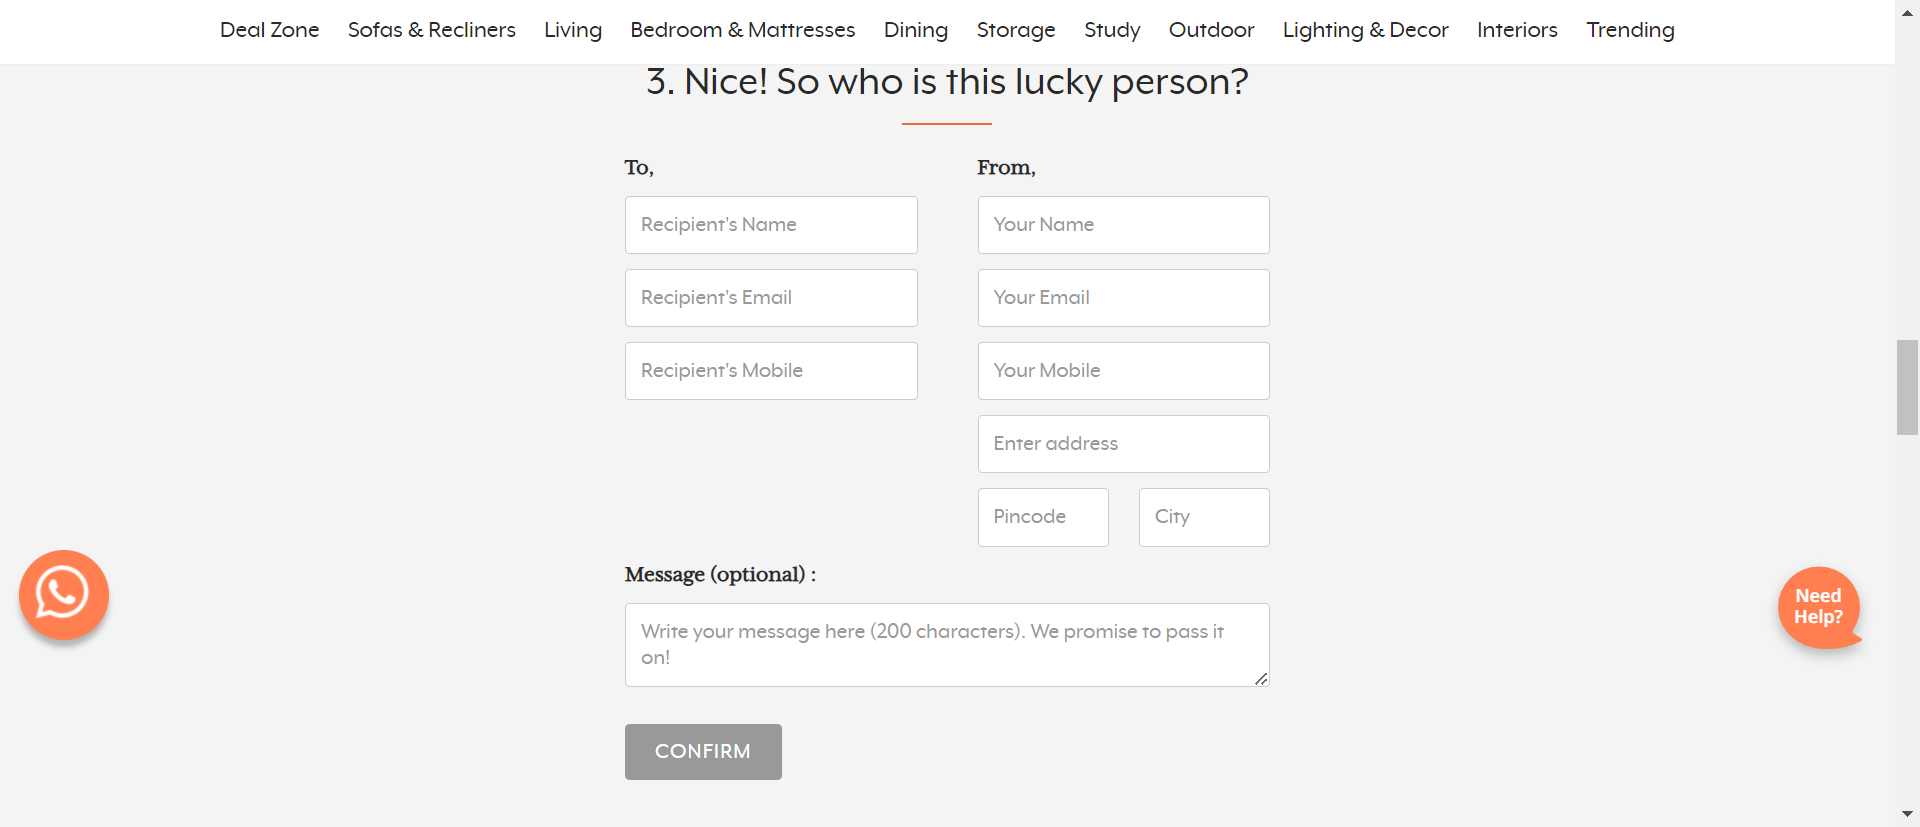 Deal Zone Sofas & Recliners Living Bedroom & Mattresses Dining Storage Study Outdoor Lighting & Decor Interiors Trending
3. Nice! So who is this lucky person?
To,
Recipient's Name
Recipient's Email
Recipient's Mobile
From,
Your Name
Your Email
Your Mobile
Enter address
Pincode City
Message (optional) :
Write your message here (200 characters). We promise to pass it
on!
CONFIRM
Need
Help?